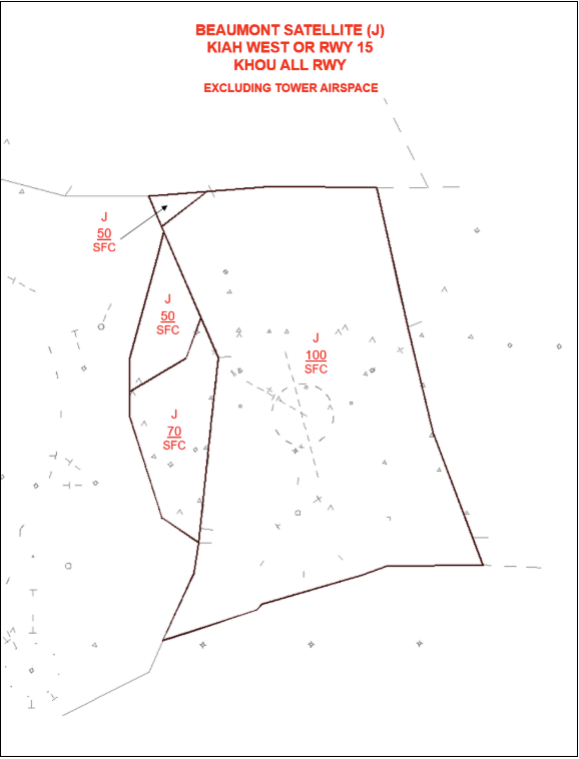 BEAUMONT SATELLITE (J)
KIAH WEST OR RWY 15
KHOU ALL RWY
EXCLUDING TOWER AIRSPACE
J
50
SFC
J
50
SFC
J
100
SFC
J
70
SFC